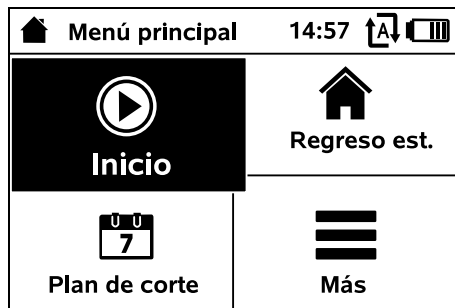 Menú principal 14:57 A
Inicio
Regreso est.
7
Plan de corte
Más